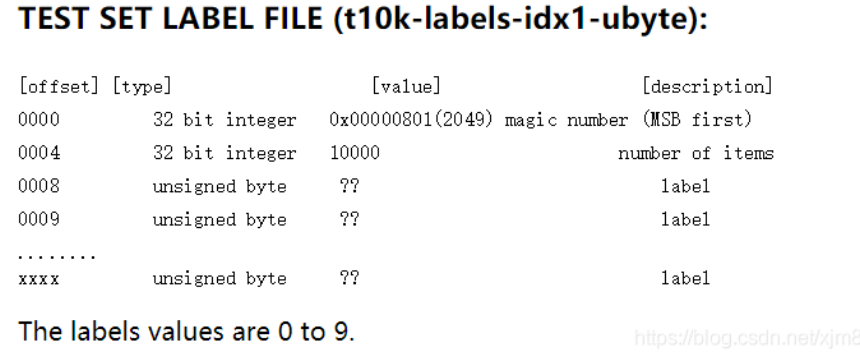 TEST SET LABEL FILE (t10k-labels-idx1-ubyte):
[offset] [type] [value] [description]
0000 32 bit integer 0x00000801(2049) magic number (MSB first)
0004 32 bit integer 10000 number of items
0008 unsigned byte ?? label
0009 unsigned byte ?? label
........
xxxx unsigned byte ?? label
The labels values are 0 to 9.
https://blog.csdn.net/xjm8